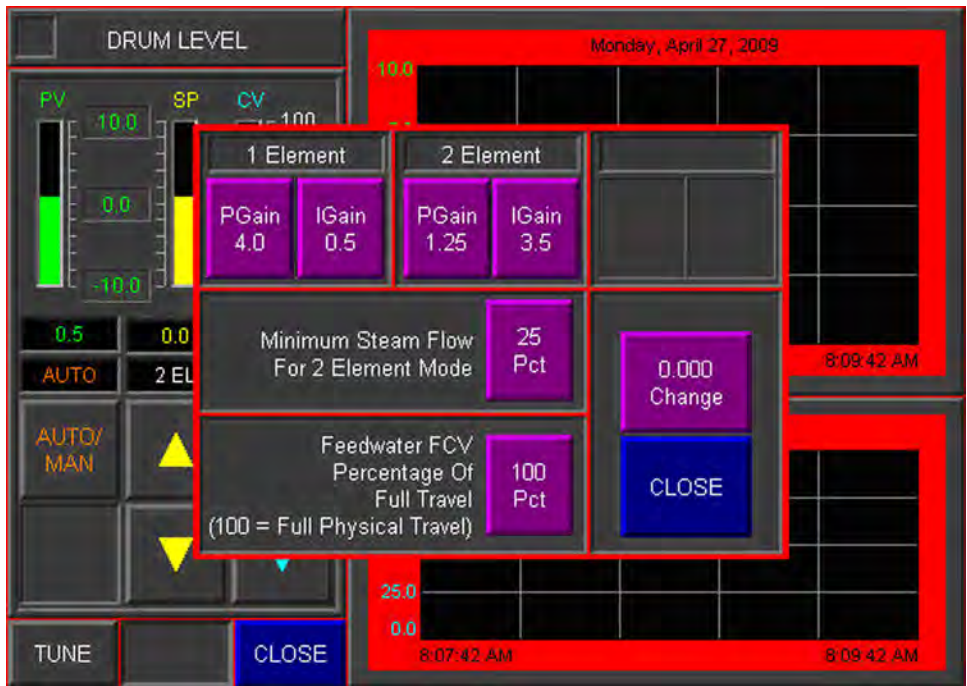 DRUM LEVEL
Monday, April 27, 2009
10.0
PV
SP
CV
10.0
100
0.0
-10.0
1 Element
2 Element
PGain
4.0
IGain
0.5
PGain
1.25
IGain
3.5
Minimum Steam Flow
For 2 Element Mode
25
Pct
0.000
Change
Feedwater FCV
Percentage Of
Full Travel
(100 = Full Physical Travel)
100
Pct
CLOSE
0.5
0.0
AUTO
2 EL
AUTO/
MAN
8:09:42 AM
25.0
0.0
8:07:42 AM
8:09:42 AM
TUNE
CLOSE